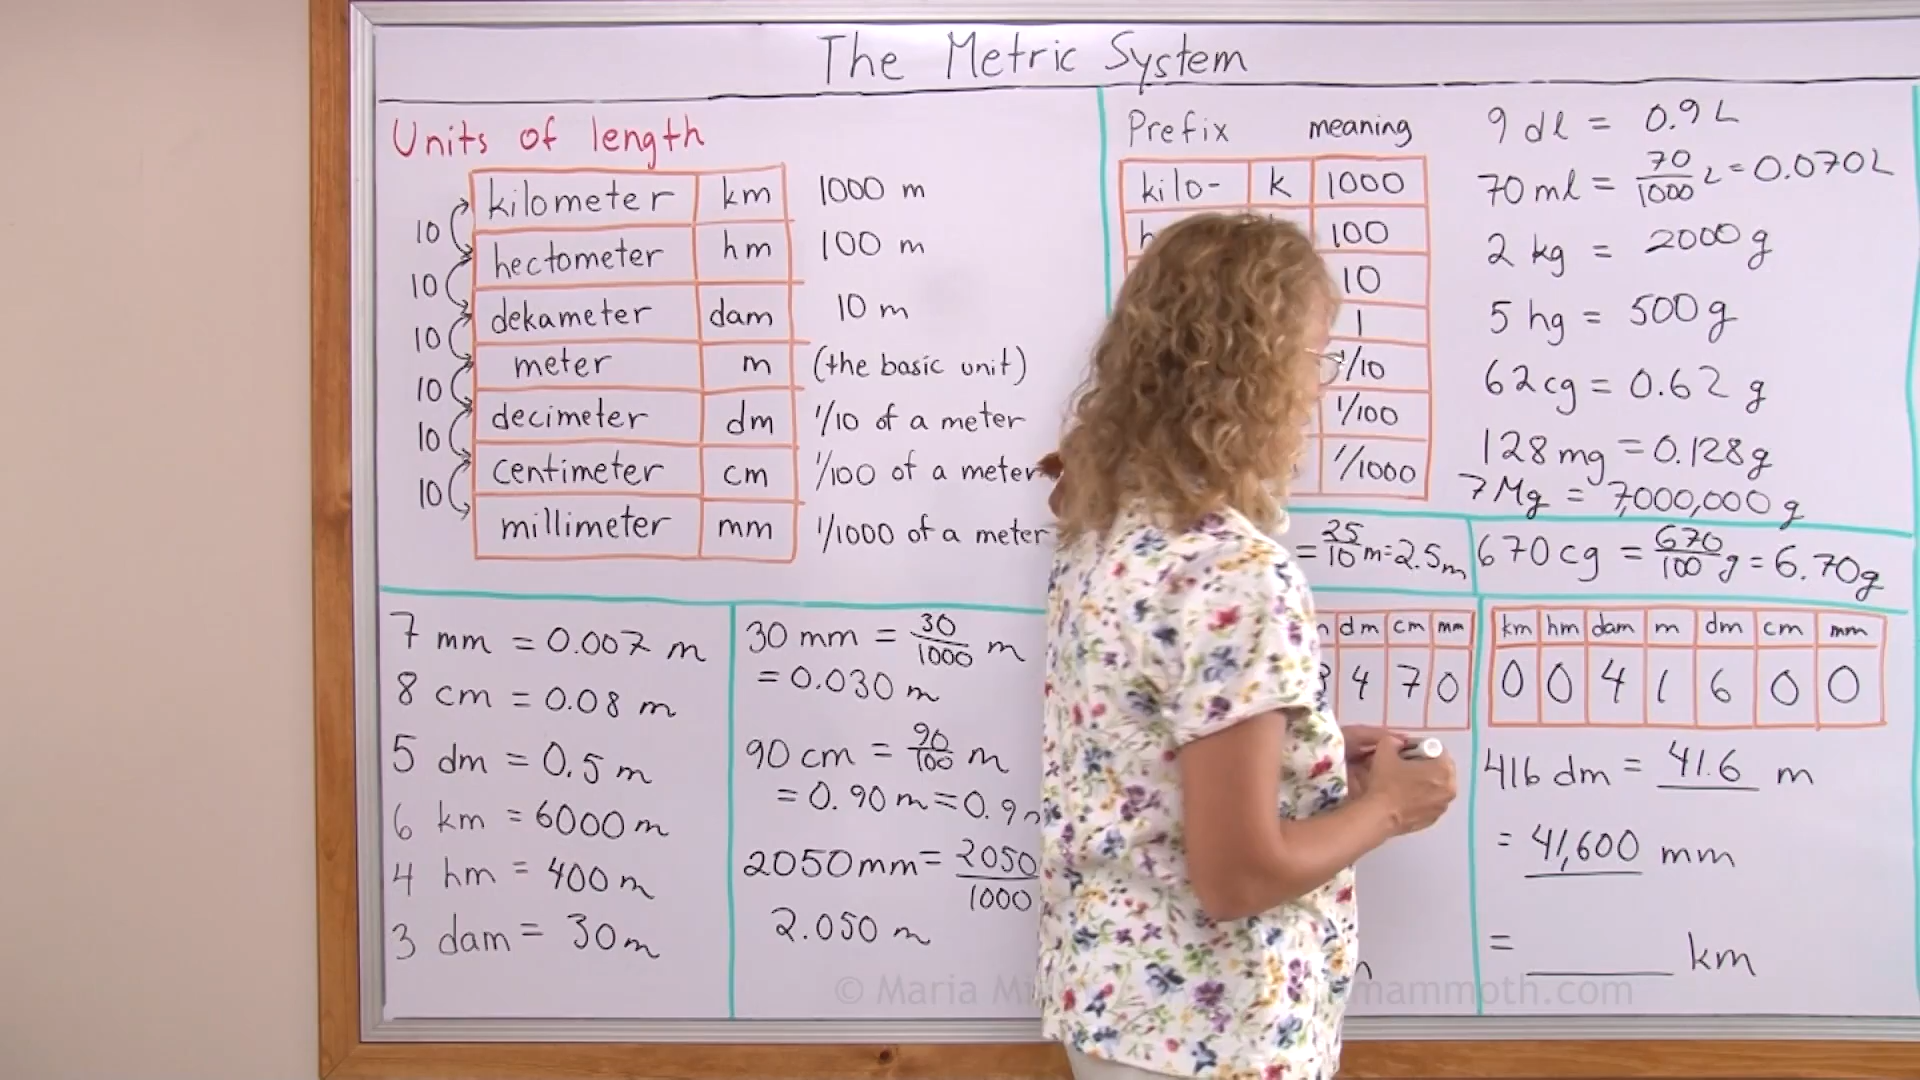 The Metric System
Units of length
kilometer km 1000 m
10
hectometer hm 100 m
10
dekameter dam 10 m
10
meter m (the basic unit)
10
decimeter dm 1/10 of a meter
10
centimeter cm 1/100 of a meter
10
millimeter mm 1/1000 of a meter
Prefix meaning
kilo- k 1000
100
10
1
1/10
1/100
1/1000
9 dl = 0.9 L
70 ml = 70/1000 L = 0.070 L
2 kg = 2000 g
5 hg = 500 g
62 cg = 0.62 g
128 mg = 0.128 g
7 Mg = 7,000,000 g
= 25/10 m = 2.5 m
670 cg = 670/100 g = 6.70 g
7 mm = 0.007 m
8 cm = 0.08 m
5 dm = 0.5 m
6 km = 6000 m
4 hm = 400 m
3 dam = 30 m
30 mm = 30/1000 m
= 0.030 m
90 cm = 90/100 m
= 0.90 m = 0.9
2050 mm = 2050/1000
2.050 m
dm cm mm
4 7 0
km hm dam m dm cm mm
0 0 4 1 6 0 0
416 dm = 41.6 m
= 41,600 mm
= ______ km
© Maria